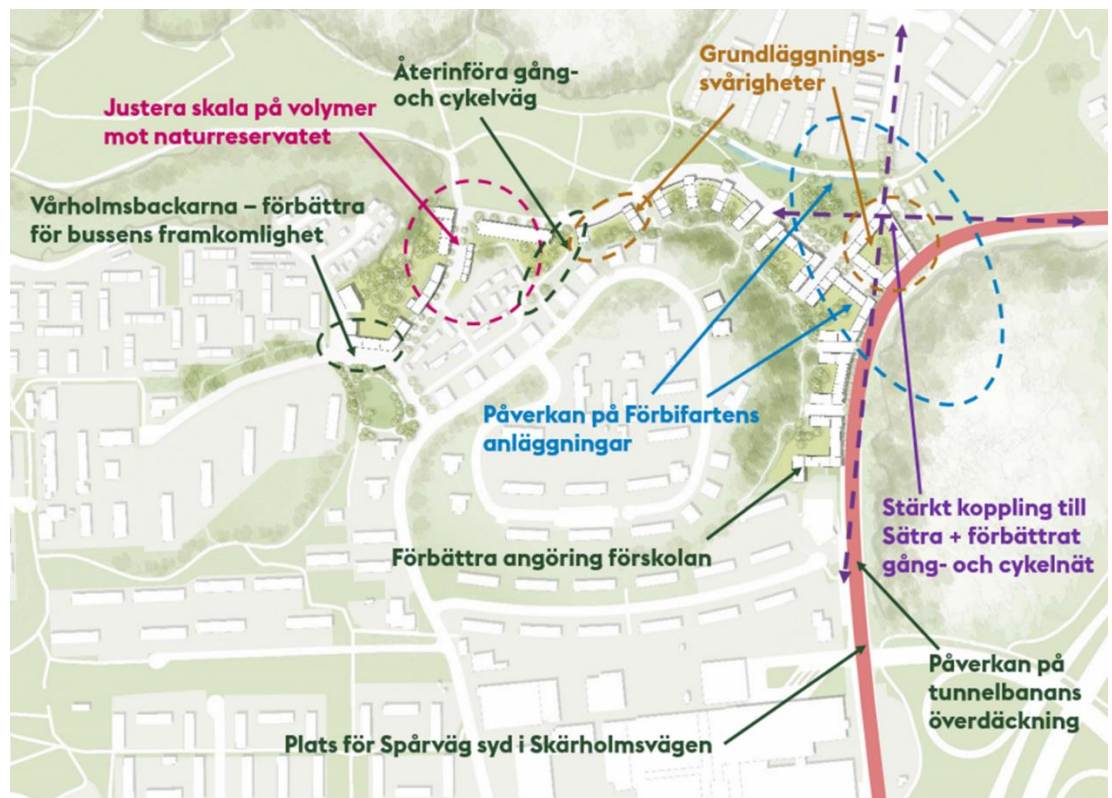 Grundläggnings-
svårigheter
Återinföra gång-
och cykelväg
Justera skala på volymer
mot naturreservatet
Vårholmsbackarna – förbättra
för bussens framkomlighet
Påverkan på Förbifartens
anläggningar
Stärkt koppling till
Sätra + förbättrat
gång- och cykelnät
Förbättra angöring förskolan
Påverkan på
tunnelbanans
överdäckning
Plats för Spårväg syd i Skärholmsvägen